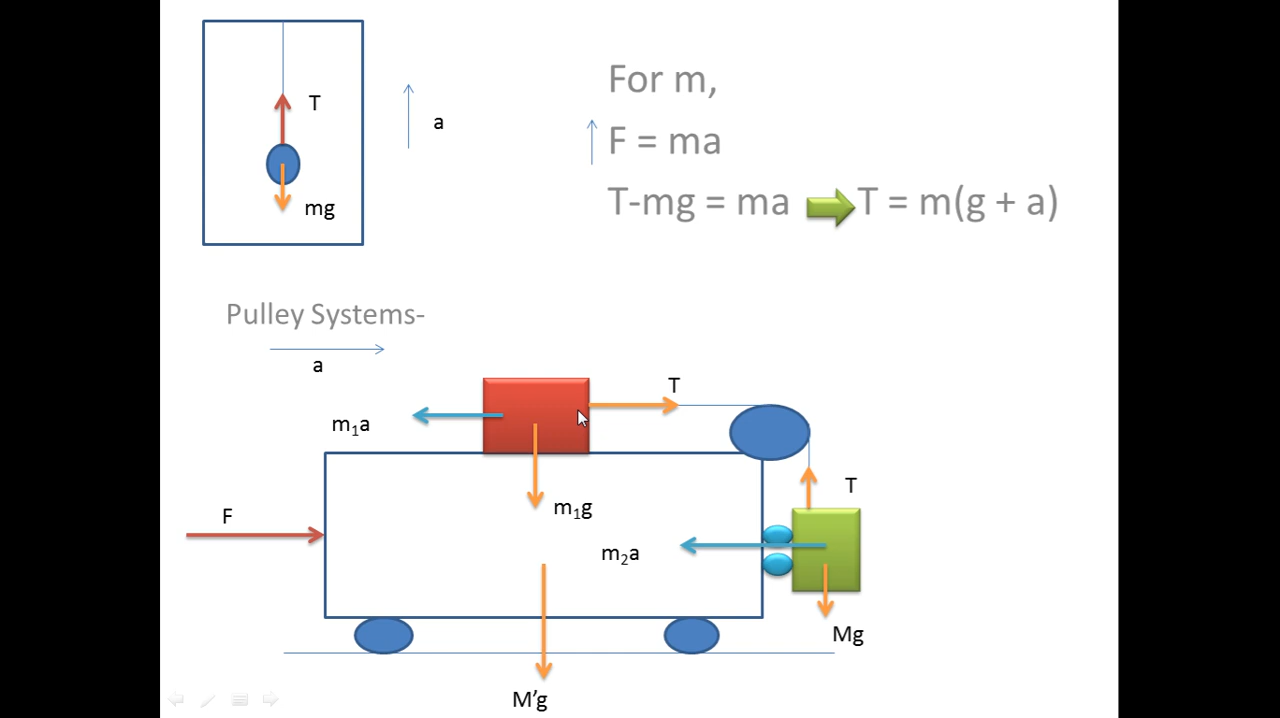 T
a
mg
For m,
F = ma
T-mg = ma T = m(g + a)
Pulley Systems-
a
T
m₁a
T
F
m₁g
m₂a
Mg
M'g